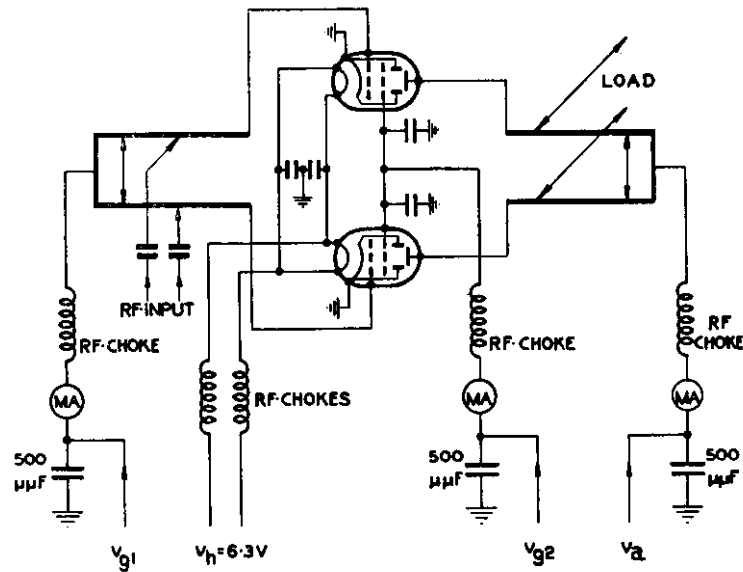 LOAD
RF·INPUT
RF·CHOKE
RF·CHOKES
RF·CHOKE
RF
CHOKE
MA
MA
MA
500
μμF
500
μμF
500
μμF
Vg1
Vh=6·3V
Vg2
Va